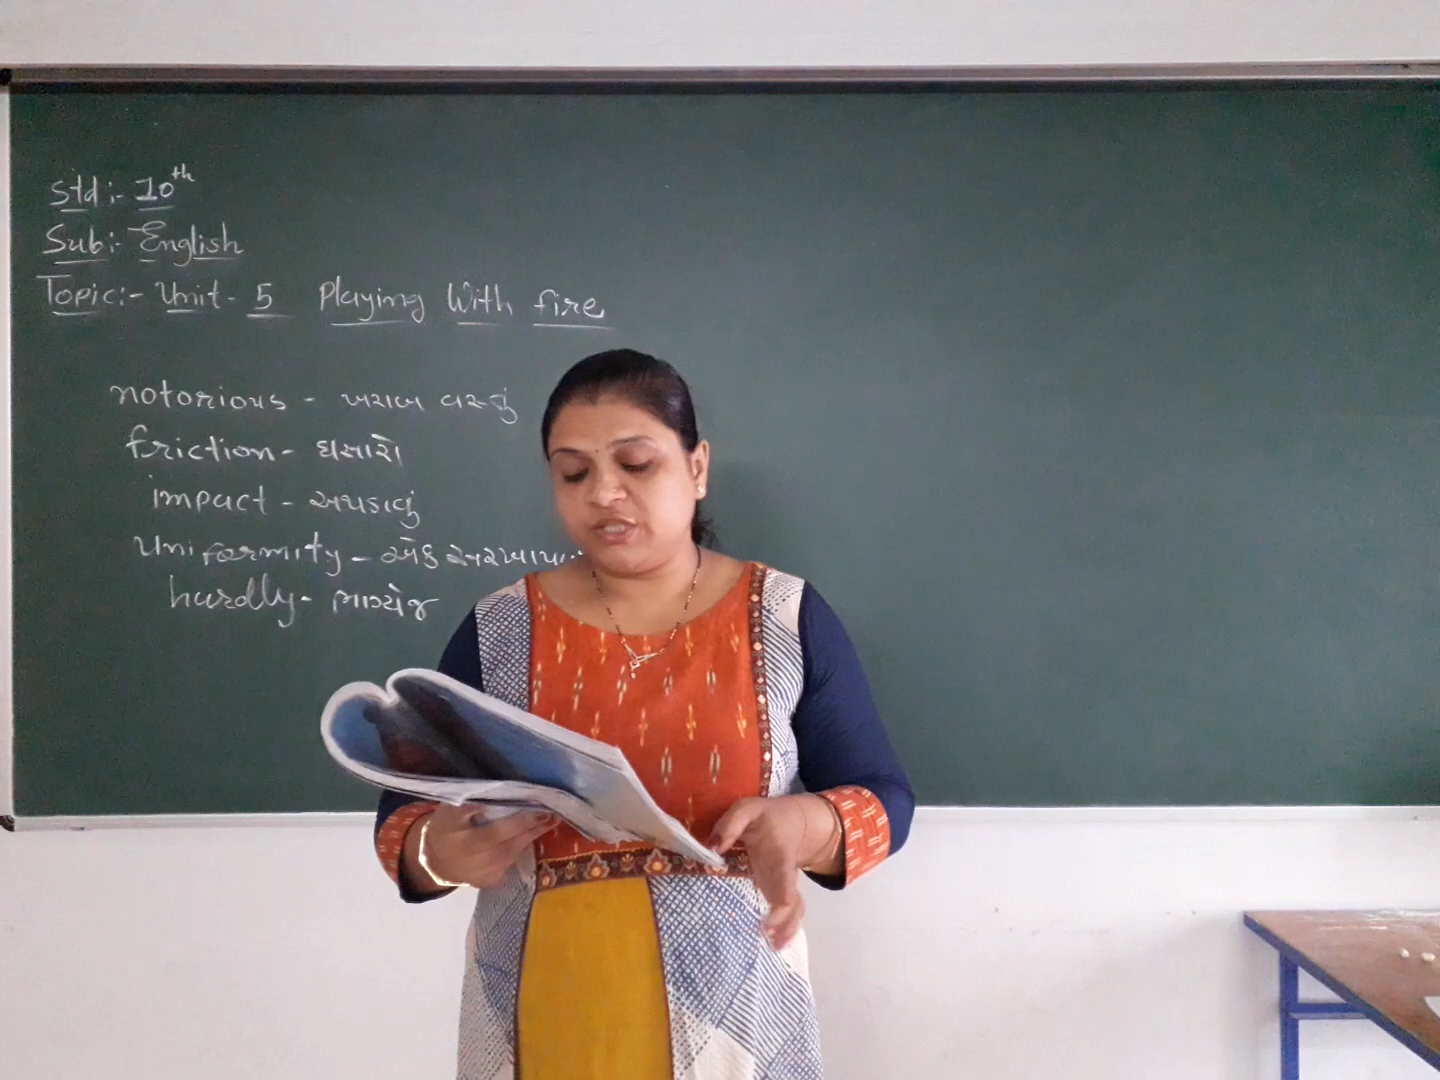 Std:- 10th
Sub:- English
Topic:- Unit - 5 Playing With fire
notorious - ખરાબ વસ્તું
friction - ઘસારો
impact - અથડાવું
Uniformity - એક સરખાપ
hardly - ભાગ્યેજ